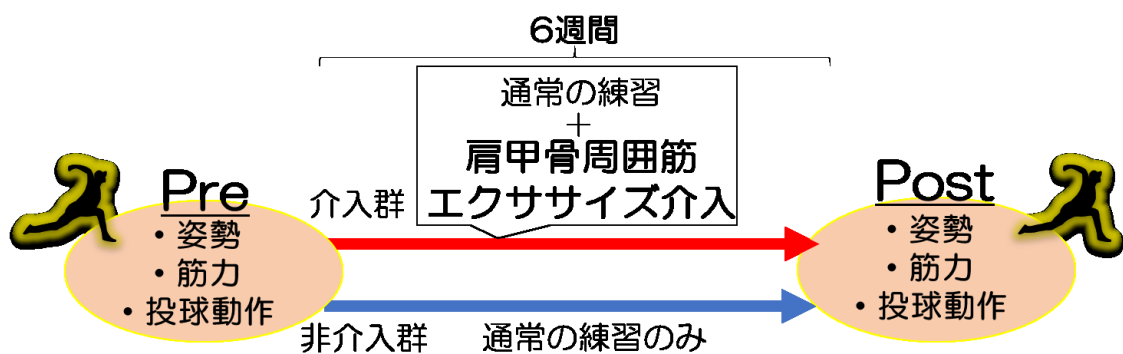 6週間
通常の練習
+
肩甲骨周囲筋
エクササイズ介入
介入群
Pre
・姿勢
・筋力
・投球動作
Post
・姿勢
・筋力
・投球動作
非介入群 通常の練習のみ